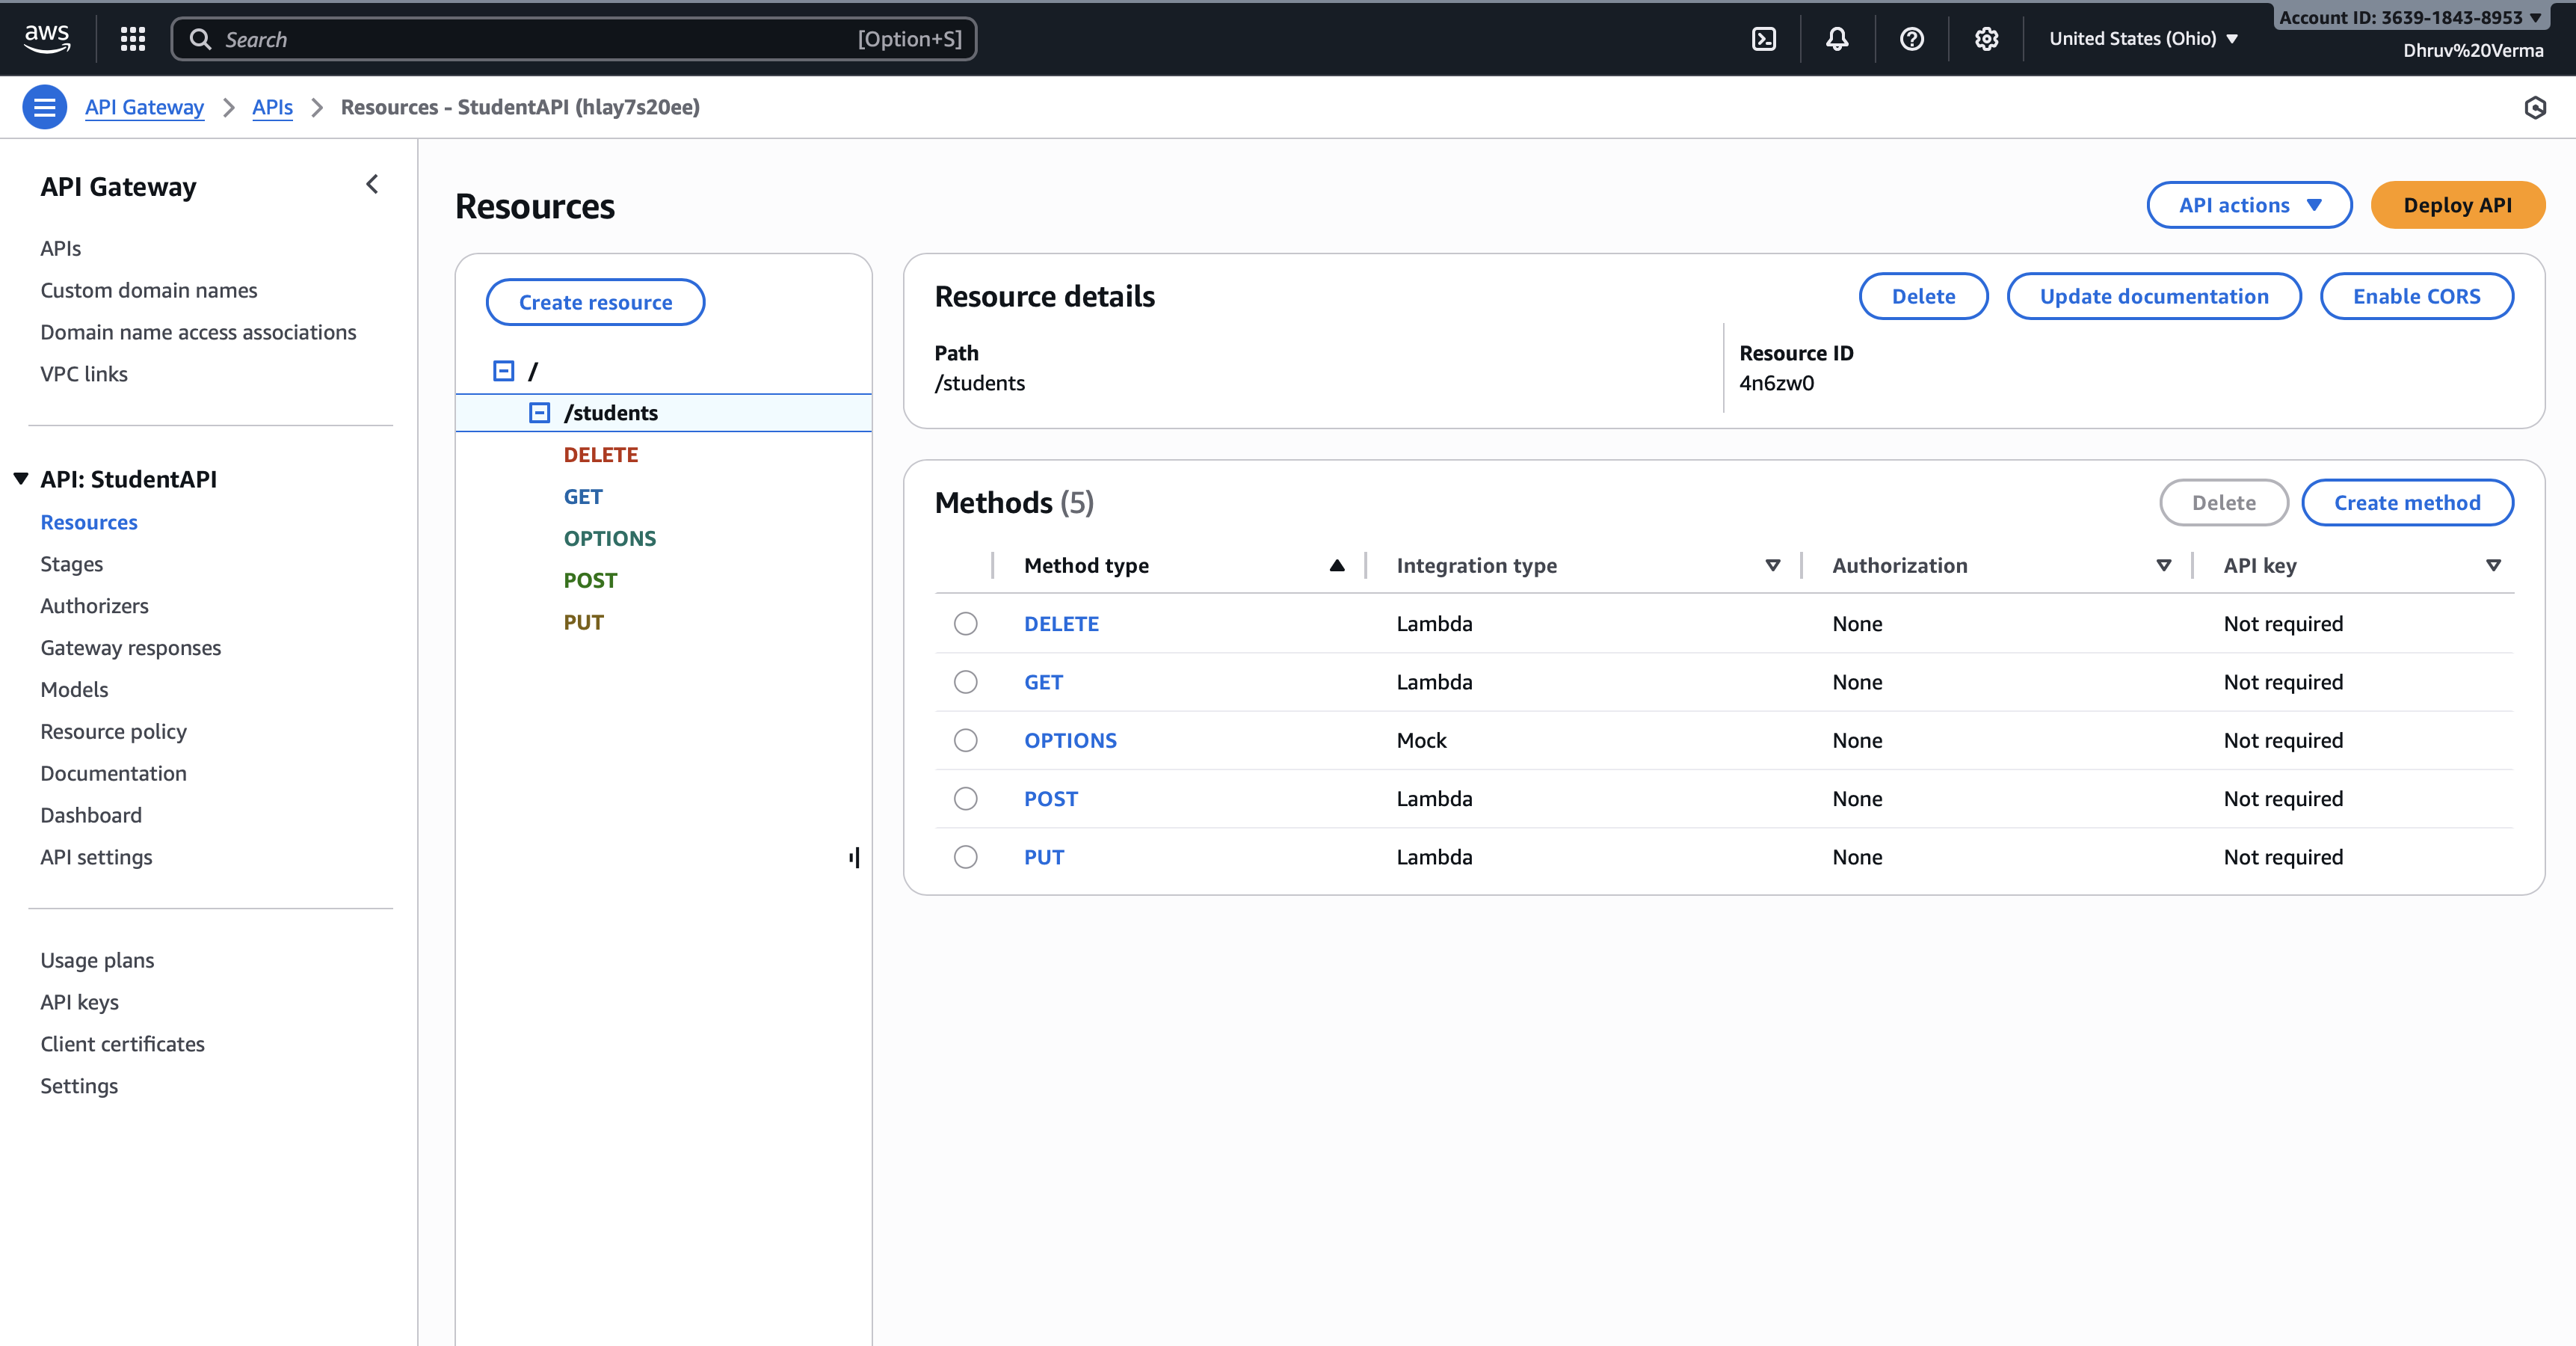 aws
Search [Option+S]
United States (Ohio)
Account ID: 3639-1843-8953
Dhruv%20Verma
API Gateway
APIs
Resources - StudentAPI (hlay7s20ee)
API Gateway
APIs
Custom domain names
Domain name access associations
VPC links
API: StudentAPI
Resources
Stages
Authorizers
Gateway responses
Models
Resource policy
Documentation
Dashboard
API settings
Usage plans
API keys
Client certificates
Settings
Resources
API actions
Deploy API
Create resource
/
/students
DELETE
GET
OPTIONS
POST
PUT
Resource details
Delete
Update documentation
Enable CORS
Path
/students
Resource ID
4n6zw0
Methods (5)
Delete
Create method
Method type Integration type Authorization API key
DELETE Lambda None Not required
GET Lambda None Not required
OPTIONS Mock None Not required
POST Lambda None Not required
PUT Lambda None Not required